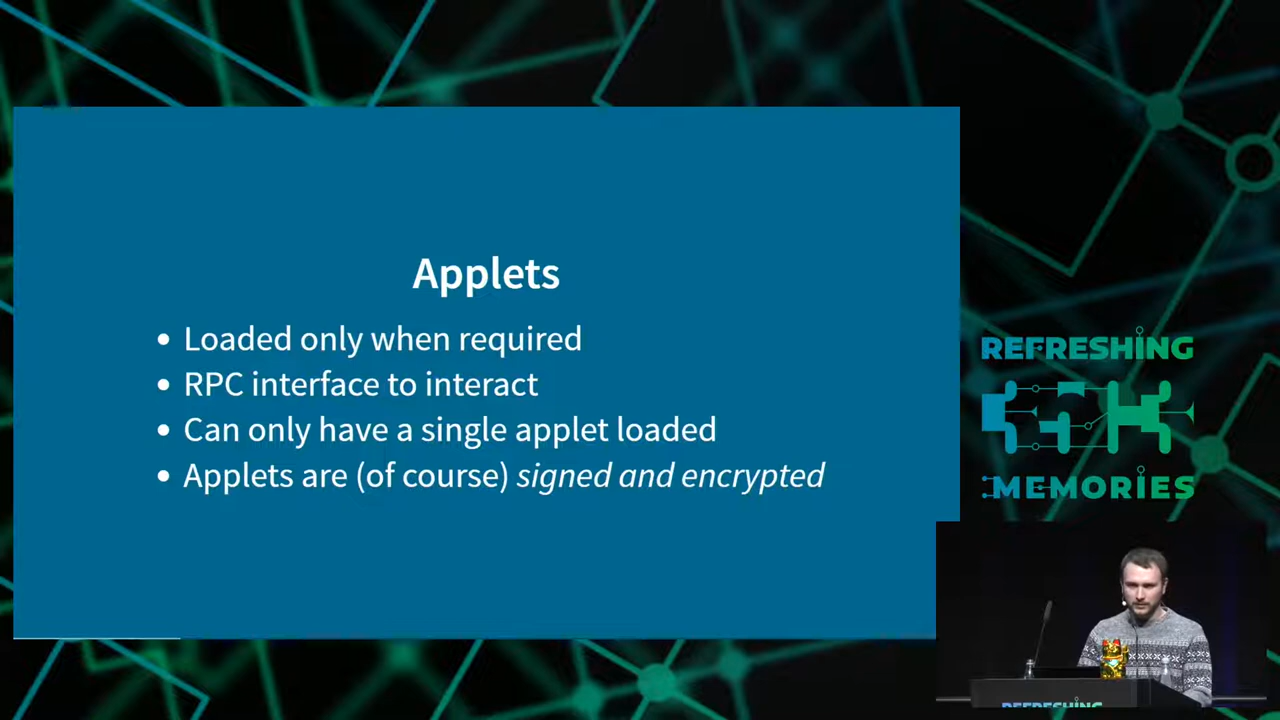 Applets
• Loaded only when required
• RPC interface to interact
• Can only have a single applet loaded
• Applets are (of course) signed and encrypted
REFRESHING
MEMORIES
REFRESHING